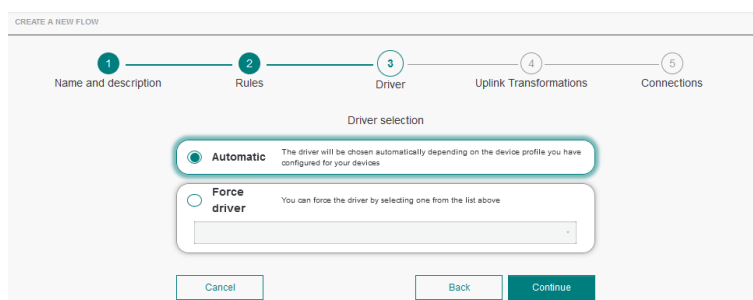 CREATE A NEW FLOW
1 2 3 4 5
Name and description Rules Driver Uplink Transformations Connections
Driver selection
Automatic
The driver will be chosen automatically depending on the device profile you have
configured for your devices
Force
driver
You can force the driver by selecting one from the list above
Cancel Back Continue